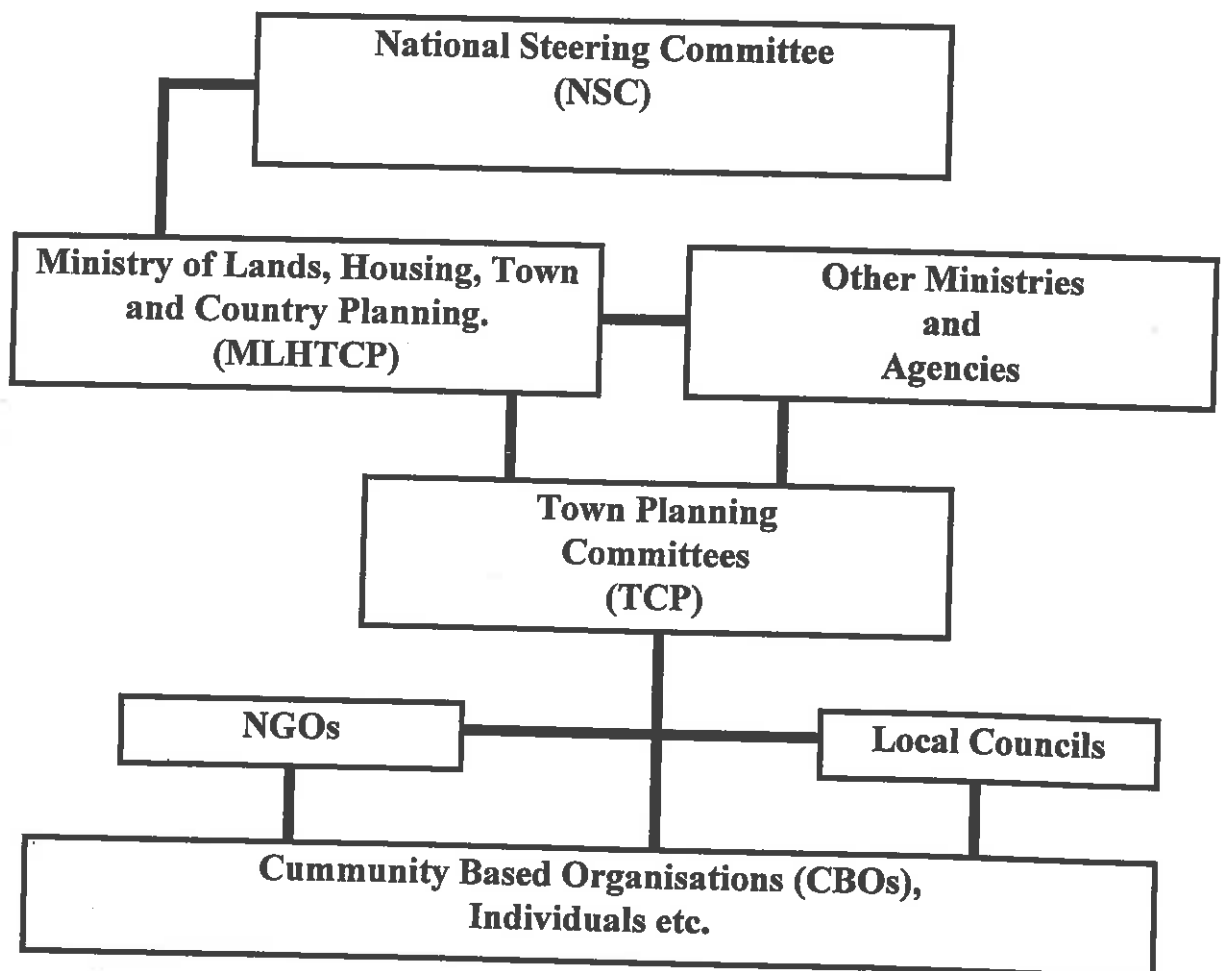 National Steering Committee
(NSC)
Ministry of Lands, Housing, Town
and Country Planning.
(MLHTCP)
Other Ministries
and
Agencies
Town Planning
Committees
(TCP)
NGOs
Local Councils
Cummunity Based Organisations (CBOs),
Individuals etc.